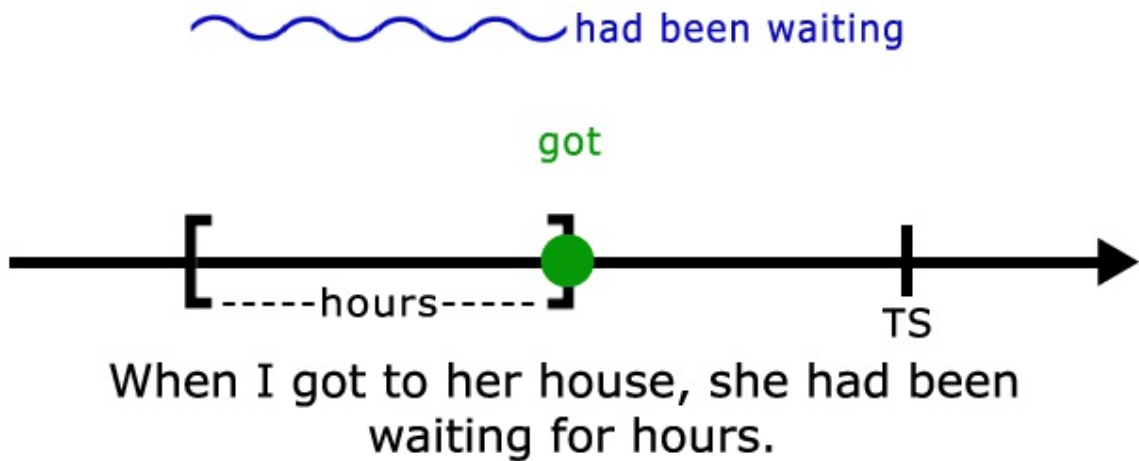 had been waiting
got
-----hours-----
TS
When I got to her house, she had been
waiting for hours.